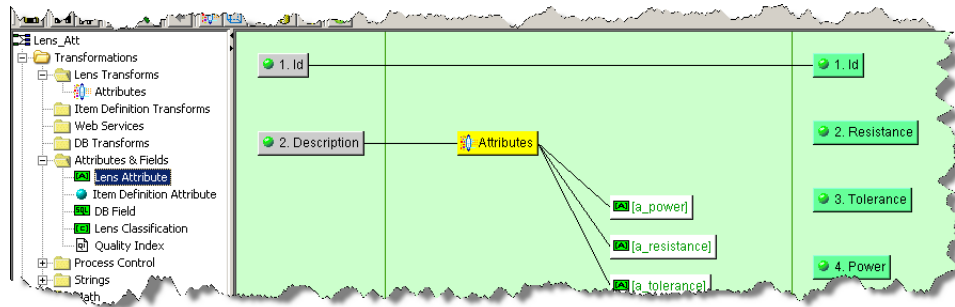 Lens_Att
Transformations
Lens Transforms
Attributes
Item Definition Transforms
Web Services
DB Transforms
Attributes & Fields
[A] Lens Attribute
Item Definition Attribute
SQL DB Field
[C] Lens Classification
Quality Index
Process Control
Strings
Math
1. Id
1. Id
2. Description
Attributes
2. Resistance
[A] [a_power]
3. Tolerance
[A] [a_resistance]
4. Power
[A] [a_tolerance]